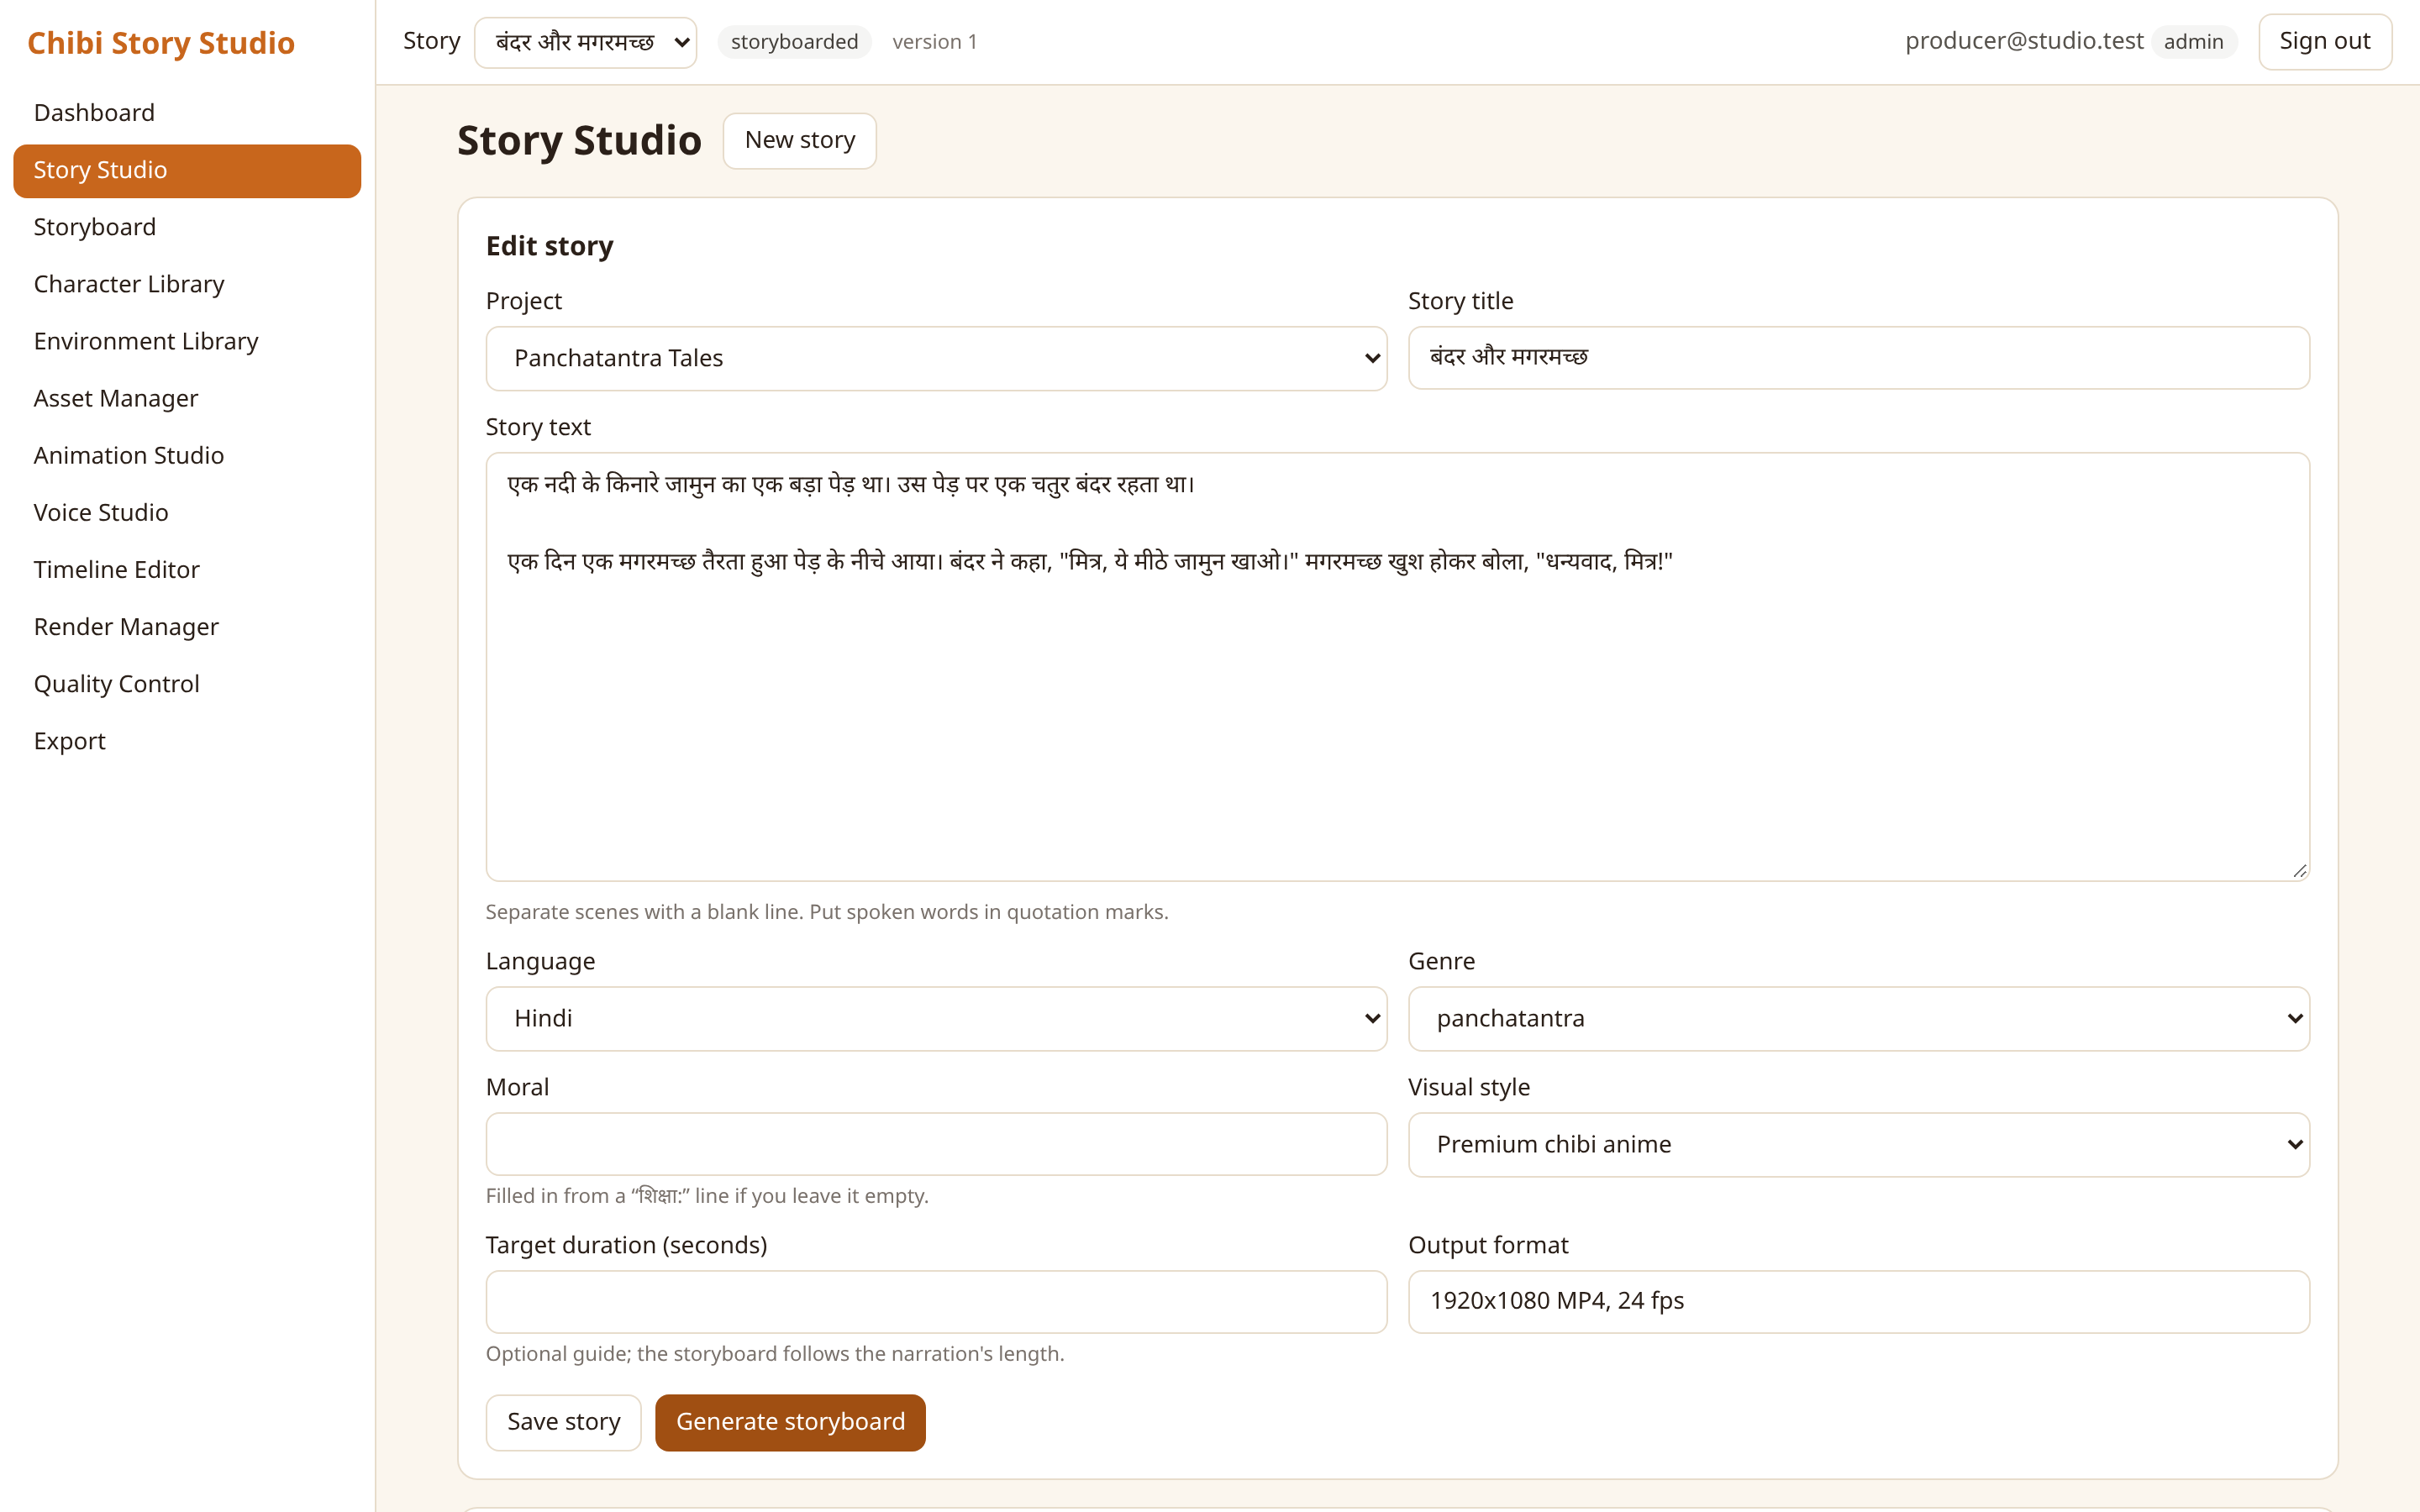 Chibi Story Studio
Dashboard
Story Studio
Storyboard
Character Library
Environment Library
Asset Manager
Animation Studio
Voice Studio
Timeline Editor
Render Manager
Quality Control
Export
Story बंदर और मगरमच्छ storyboarded version 1 producer@studio.test admin Sign out
Story Studio New story
Edit story
Project Story title
Panchatantra Tales बंदर और मगरमच्छ
Story text
एक नदी के किनारे जामुन का एक बड़ा पेड़ था। उस पेड़ पर एक चतुर बंदर रहता था।
एक दिन एक मगरमच्छ तैरता हुआ पेड़ के नीचे आया। बंदर ने कहा, "मित्र, ये मीठे जामुन खाओ।" मगरमच्छ खुश होकर बोला, "धन्यवाद, मित्र!"
Separate scenes with a blank line. Put spoken words in quotation marks.
Language Genre
Hindi panchatantra
Moral Visual style
Premium chibi anime
Filled in from a “शिक्षा:” line if you leave it empty.
Target duration (seconds) Output format
1920x1080 MP4, 24 fps
Optional guide; the storyboard follows the narration's length.
Save story Generate storyboard